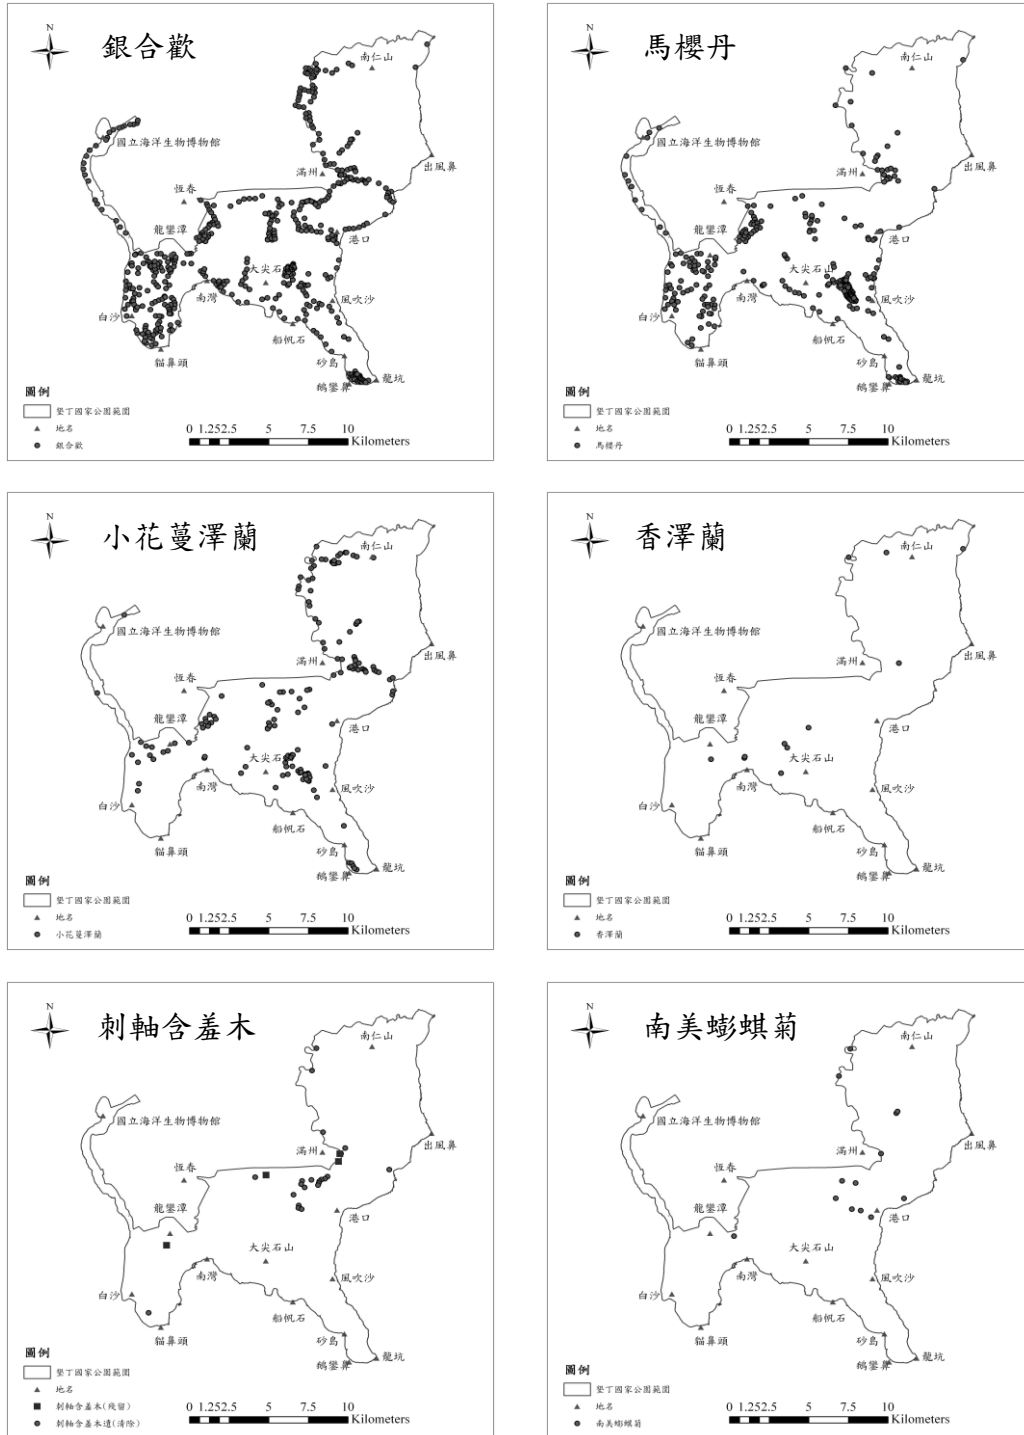 N
銀合歡
南仁山
國立海洋生物博物館
出風鼻
滿州
恆春
龍鑾潭
港口
大尖石山
南灣
風吹沙
白沙
船帆石
貓鼻頭
砂島
龍坑
鵝鑾鼻
圖例
墾丁國家公園範圍
地名
銀合歡
0 1.25 2.5 5 7.5 10
Kilometers
N
馬櫻丹
南仁山
國立海洋生物博物館
出風鼻
滿州
恆春
龍鑾潭
港口
大尖石山
南灣
風吹沙
白沙
船帆石
貓鼻頭
砂島
龍坑
鵝鑾鼻
圖例
墾丁國家公園範圍
地名
馬櫻丹
0 1.25 2.5 5 7.5 10
Kilometers
N
小花蔓澤蘭
南仁山
國立海洋生物博物館
出風鼻
滿州
恆春
龍鑾潭
港口
大尖石山
南灣
風吹沙
白沙
船帆石
貓鼻頭
砂島
龍坑
鵝鑾鼻
圖例
墾丁國家公園範圍
地名
小花蔓澤蘭
0 1.25 2.5 5 7.5 10
Kilometers
N
香澤蘭
南仁山
國立海洋生物博物館
出風鼻
滿州
恆春
龍鑾潭
港口
大尖石山
南灣
風吹沙
白沙
船帆石
貓鼻頭
砂島
龍坑
鵝鑾鼻
圖例
墾丁國家公園範圍
地名
香澤蘭
0 1.25 2.5 5 7.5 10
Kilometers
N
刺軸含羞木
南仁山
國立海洋生物博物館
出風鼻
滿州
恆春
龍鑾潭
港口
大尖石山
南灣
風吹沙
白沙
船帆石
貓鼻頭
砂島
龍坑
鵝鑾鼻
圖例
墾丁國家公園範圍
地名
刺軸含羞木(殘留)
刺軸含羞木遺(清除)
0 1.25 2.5 5 7.5 10
Kilometers
N
南美蟛蜞菊
南仁山
國立海洋生物博物館
出風鼻
滿州
恆春
龍鑾潭
港口
大尖石山
南灣
風吹沙
白沙
船帆石
貓鼻頭
砂島
龍坑
鵝鑾鼻
圖例
墾丁國家公園範圍
地名
南美蟛蜞菊
0 1.25 2.5 5 7.5 10
Kilometers